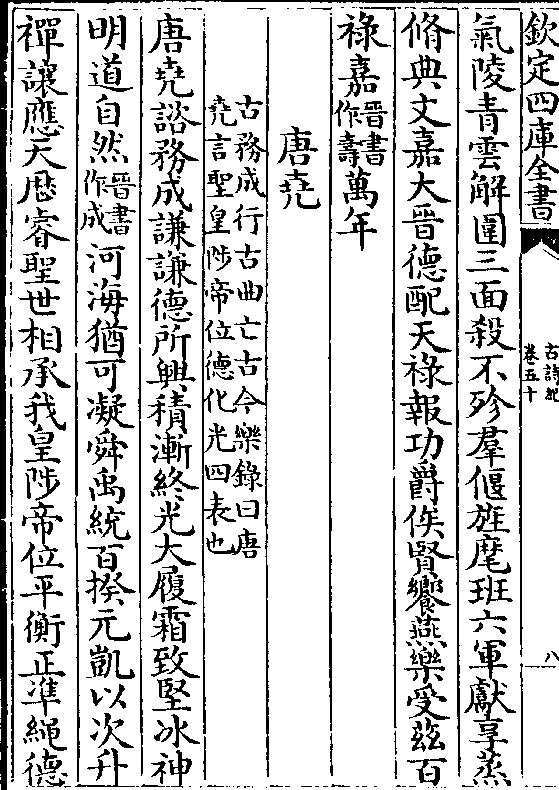 欽定四庫全書
古詩紀
卷五十
八
氣陵青雲解圍三面殺不殄羣偃旌麾班六軍獻享蒸
脩典文嘉大晉德配天祿報功爵俟賢饗燕樂受茲百
祿嘉晉書作壽萬年
唐堯
古務成行古曲亡古今樂錄曰唐
堯言聖皇陟帝位德化光四表也
唐堯諮務成謙謙德所興積漸終光大履霜致堅冰神
明道自然晉書作成河海猶可凝舜禹統百揆元凱以次升
禪讓應天厯睿聖世相承我皇陟帝位平衡正準繩德